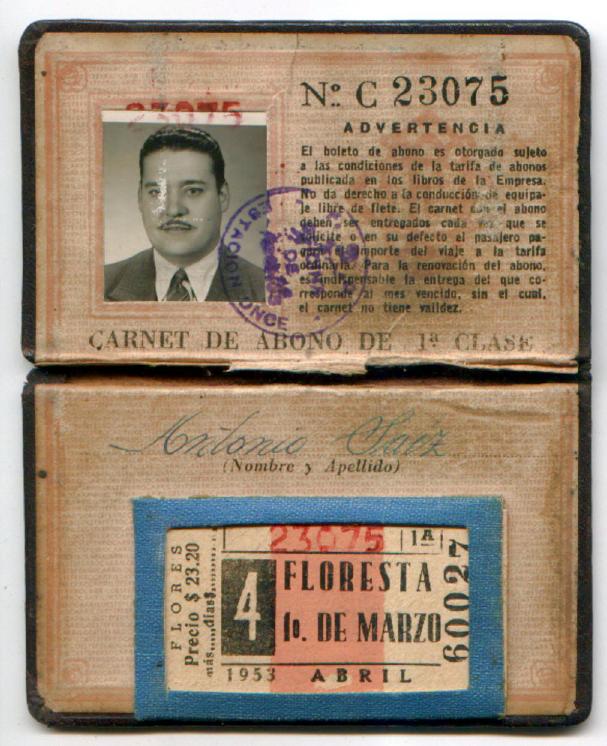 23075
Nº C 23075
ADVERTENCIA
El boleto de abono es otorgado sujeto
a las condiciones de la tarifa de abonos
publicada en los libros de la Empresa.
No da derecho a la conducción de equipa-
je libre de flete. El carnet con el abono
deben ser entregados cada vez que se
solicite o en su defecto el pasajero pa-
gará el importe del viaje a la tarifa
ordinaria. Para la renovación del abono,
es indispensable la entrega del que co-
rresponde al mes vencido, sin el cual,
el carnet no tiene validez.
ESTACION ONCE
CARNET DE ABONO DE 1ª CLASE
Antonio Saez
(Nombre y Apellido)
FLORES
Precio $ 23.20
más......días
23075
1A
4
FLORESTA
1o. DE MARZO
1953 ABRIL
60027